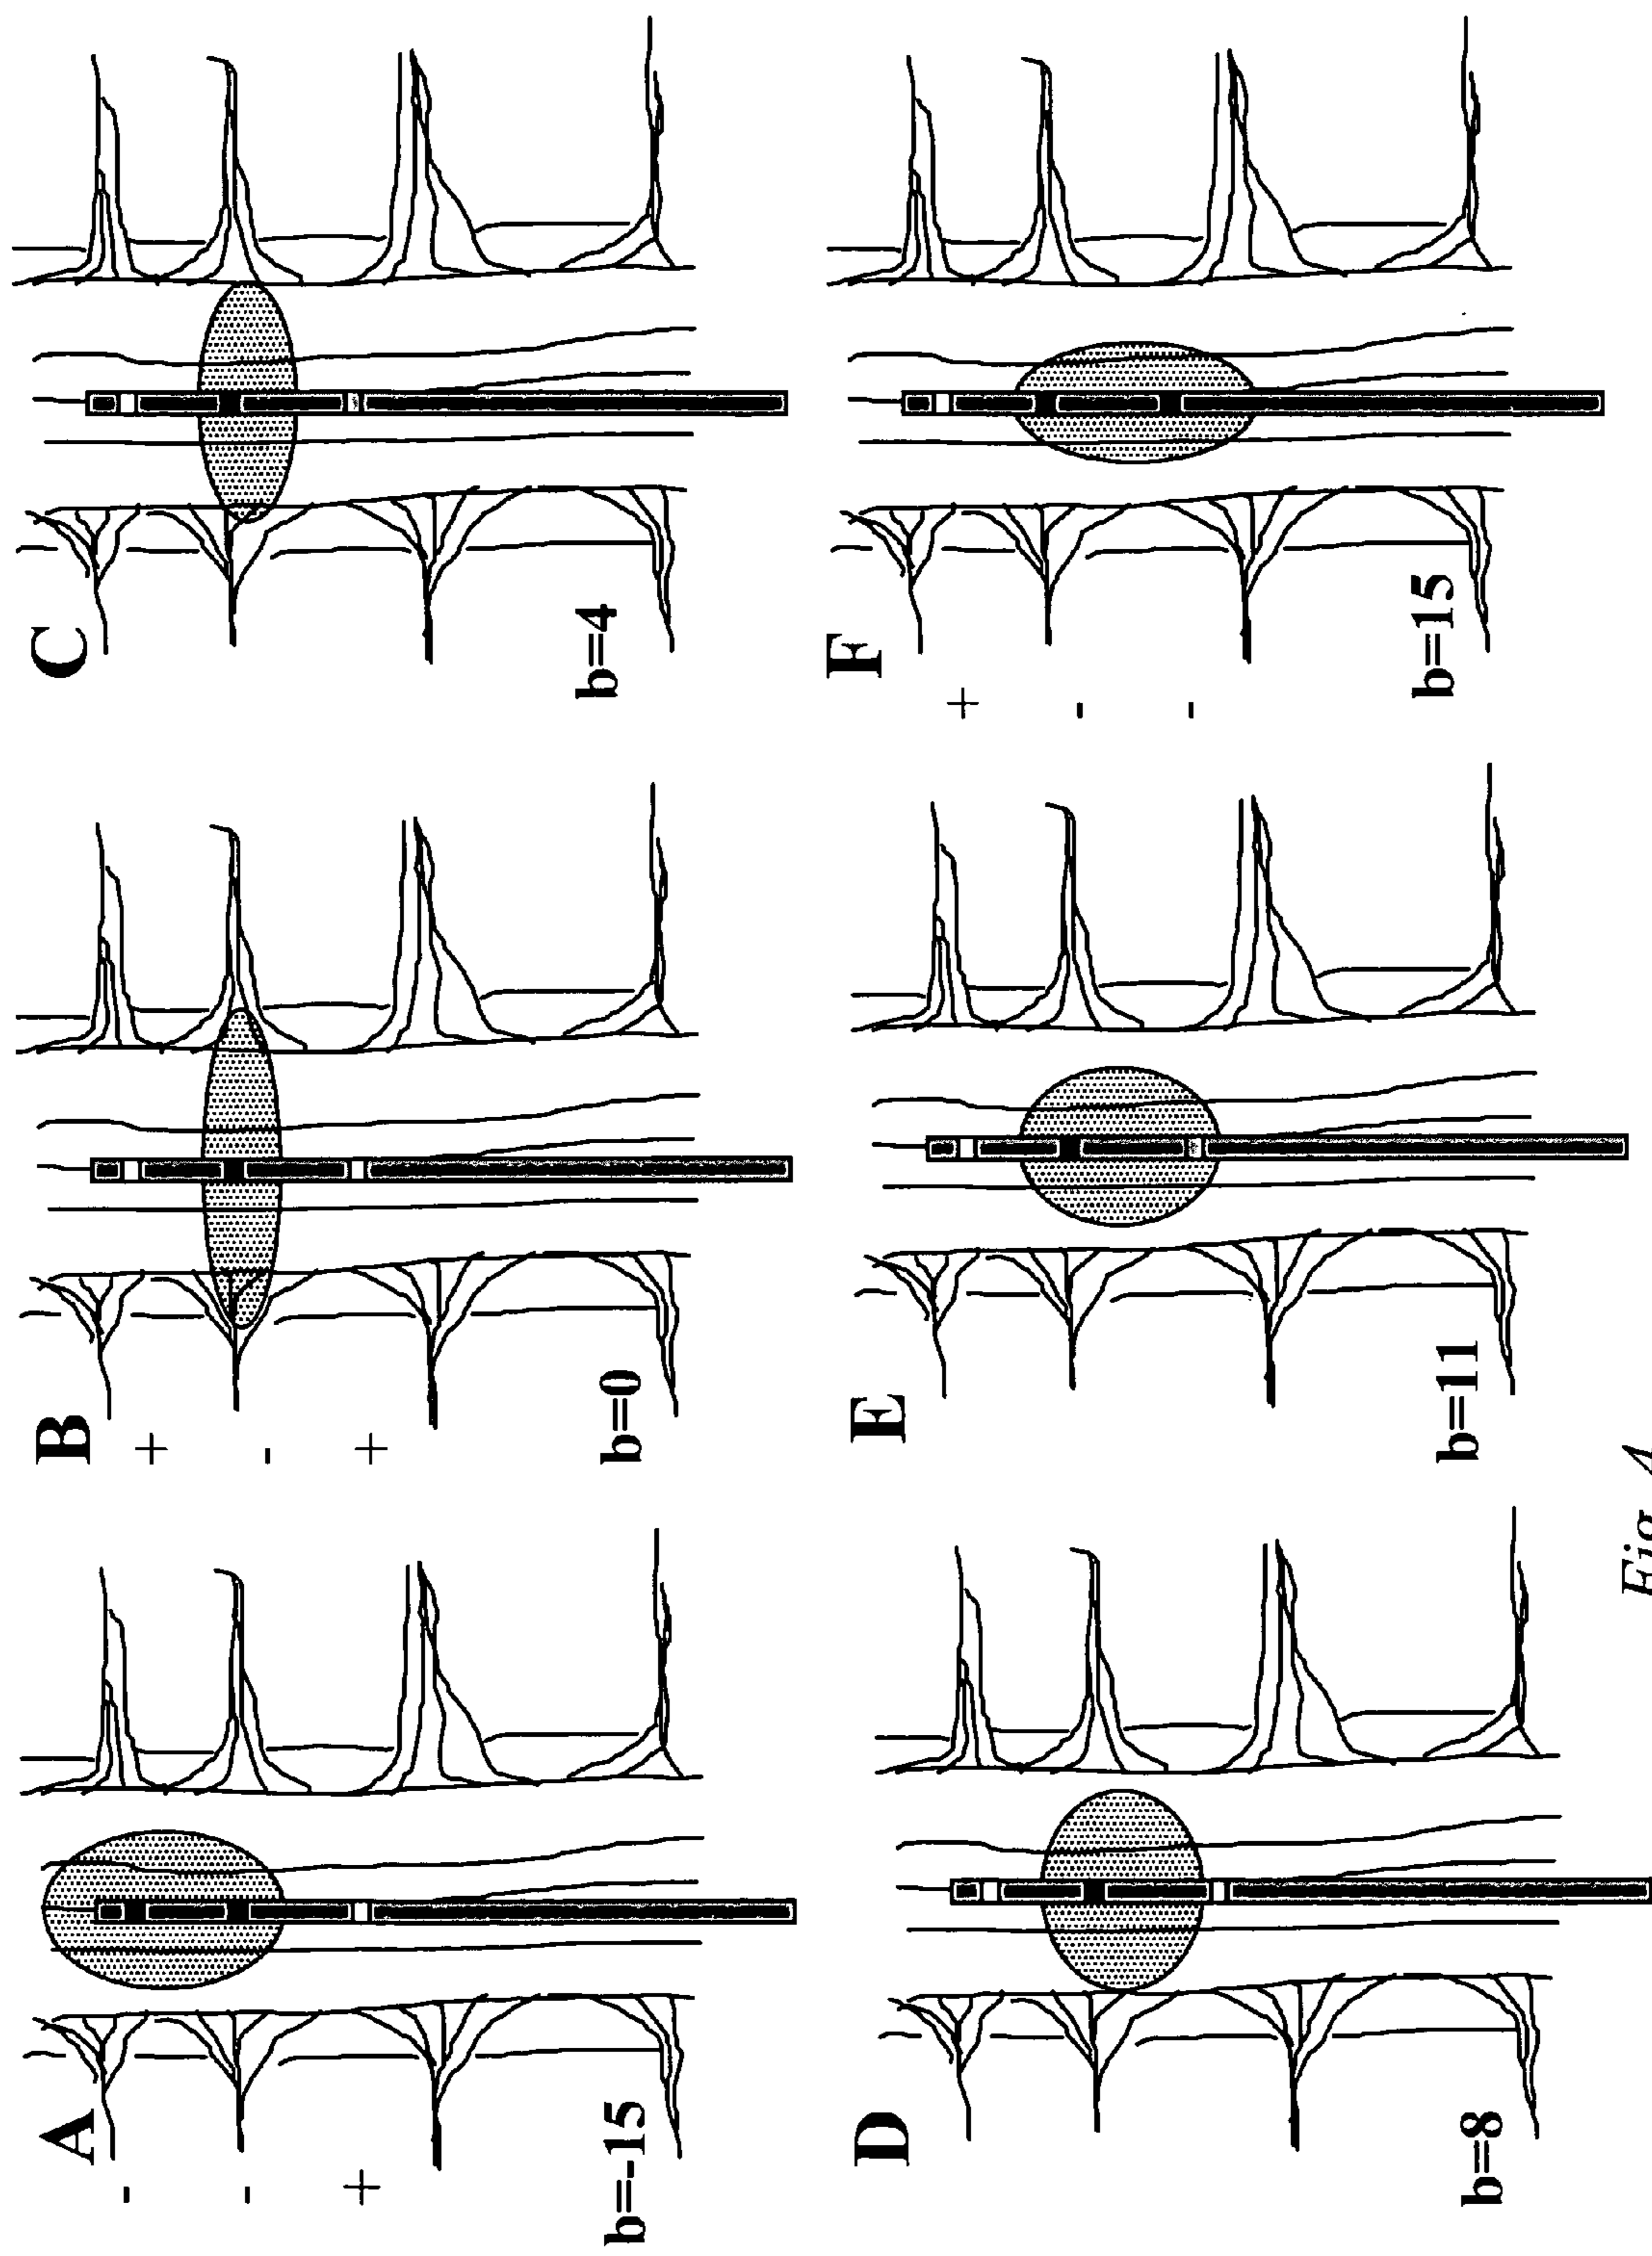 A
-
-
+
b=-15
B
+
-
+
b=0
C
b=4
D
b=8
E
b=11
F
+
-
-
b=15
Fig. 4